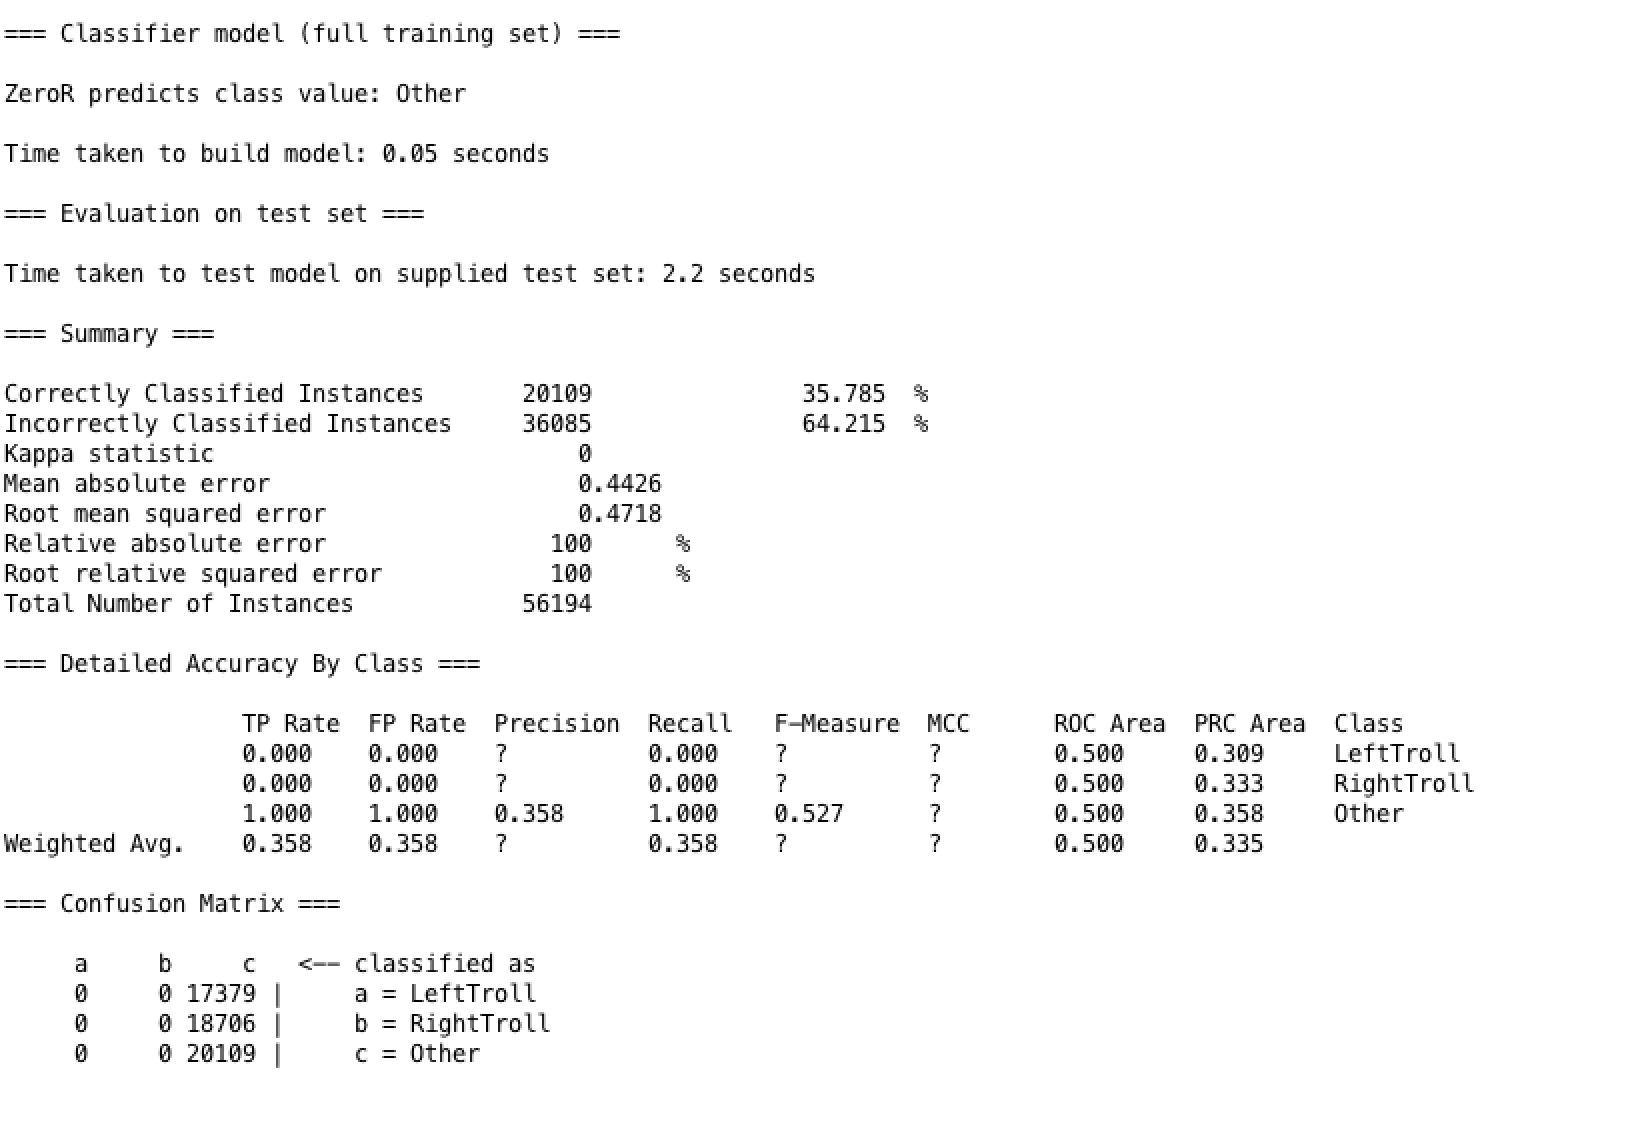 === Classifier model (full training set) ===
ZeroR predicts class value: Other
Time taken to build model: 0.05 seconds
=== Evaluation on test set ===
Time taken to test model on supplied test set: 2.2 seconds
=== Summary ===
Correctly Classified Instances       20109               35.785  %
Incorrectly Classified Instances     36085               64.215  %
Kappa statistic                          0
Mean absolute error                      0.4426
Root mean squared error                  0.4718
Relative absolute error                100      %
Root relative squared error            100      %
Total Number of Instances            56194
=== Detailed Accuracy By Class ===
                 TP Rate  FP Rate  Precision  Recall   F−Measure  MCC      ROC Area  PRC Area  Class
                 0.000    0.000    ?          0.000    ?          ?        0.500     0.309     LeftTroll
                 0.000    0.000    ?          0.000    ?          ?        0.500     0.333     RightTroll
                 1.000    1.000    0.358      1.000    0.527      ?        0.500     0.358     Other
Weighted Avg.    0.358    0.358    ?          0.358    ?          ?        0.500     0.335
=== Confusion Matrix ===
     a     b     c   <−− classified as
     0     0 17379 |     a = LeftTroll
     0     0 18706 |     b = RightTroll
     0     0 20109 |     c = Other